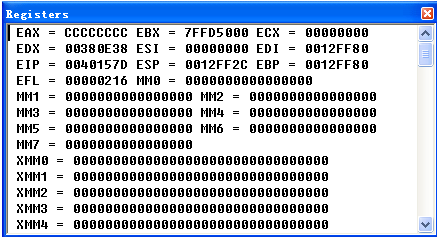 Registers
EAX = CCCCCCCC EBX = 7FFD5000 ECX = 00000000
EDX = 00380E38 ESI = 00000000 EDI = 0012FF80
EIP = 0040157D ESP = 0012FF2C EBP = 0012FF80
EFL = 00000216 MM0 = 0000000000000000
MM1 = 0000000000000000 MM2 = 0000000000000000
MM3 = 0000000000000000 MM4 = 0000000000000000
MM5 = 0000000000000000 MM6 = 0000000000000000
MM7 = 0000000000000000
XMM0 = 00000000000000000000000000000000
XMM1 = 00000000000000000000000000000000
XMM2 = 00000000000000000000000000000000
XMM3 = 00000000000000000000000000000000
XMM4 = 00000000000000000000000000000000